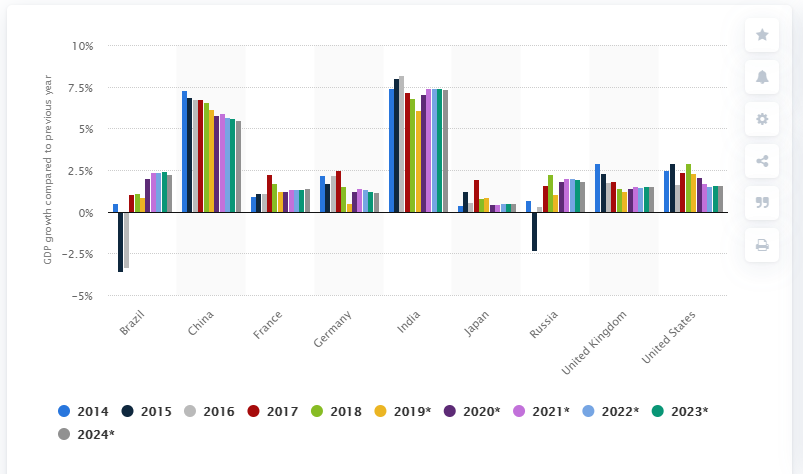 GDP growth compared to previous year
10%
7.5%
5%
2.5%
0%
−2.5%
−5%
Brazil
China
France
Germany
India
Japan
Russia
United Kingdom
United States
2014 2015 2016 2017 2018 2019* 2020* 2021* 2022* 2023*
2024*